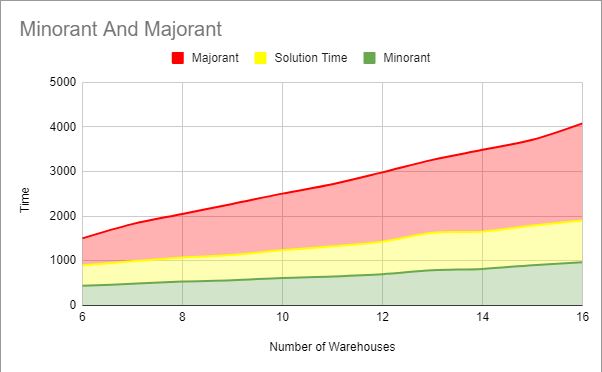 Minorant And Majorant
Majorant Solution Time Minorant
5000
4000
3000
2000
1000
0
Time
6 8 10 12 14 16
Number of Warehouses